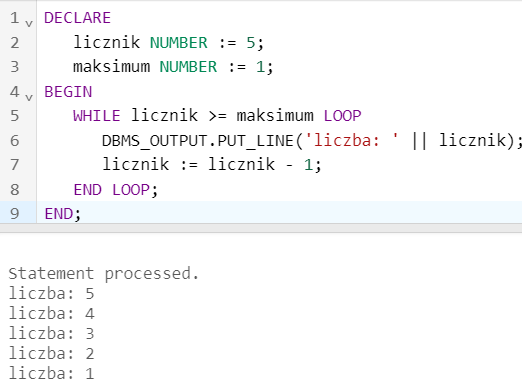 1 DECLARE
2 licznik NUMBER := 5;
3 maksimum NUMBER := 1;
4 BEGIN
5 WHILE licznik >= maksimum LOOP
6 DBMS_OUTPUT.PUT_LINE('liczba: ' || licznik);
7 licznik := licznik - 1;
8 END LOOP;
9 END;
Statement processed.
liczba: 5
liczba: 4
liczba: 3
liczba: 2
liczba: 1